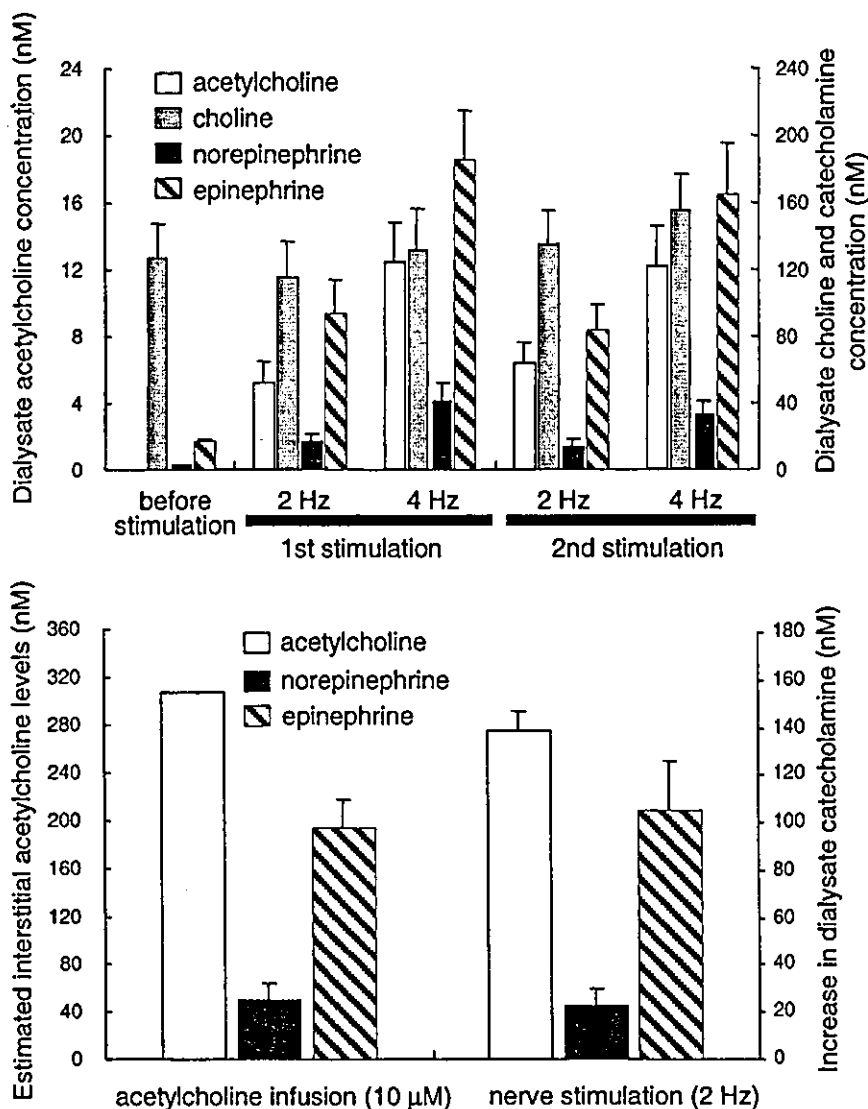 Dialysate acetylcholine concentration (nM)
24
20
16
12
8
4
0
acetylcholine
choline
norepinephrine
epinephrine
240
200
160
120
80
40
0
Dialysate choline and catecholamine
concentration (nM)
before
stimulation
2 Hz
4 Hz
2 Hz
4 Hz
1st stimulation
2nd stimulation
Estimated interstitial acetylcholine levels (nM)
360
320
280
240
200
160
120
80
40
0
acetylcholine
norepinephrine
epinephrine
180
160
140
120
100
80
60
40
20
0
Increase in dialysate catecholamine (nM)
acetylcholine infusion (10 µM)
nerve stimulation (2 Hz)